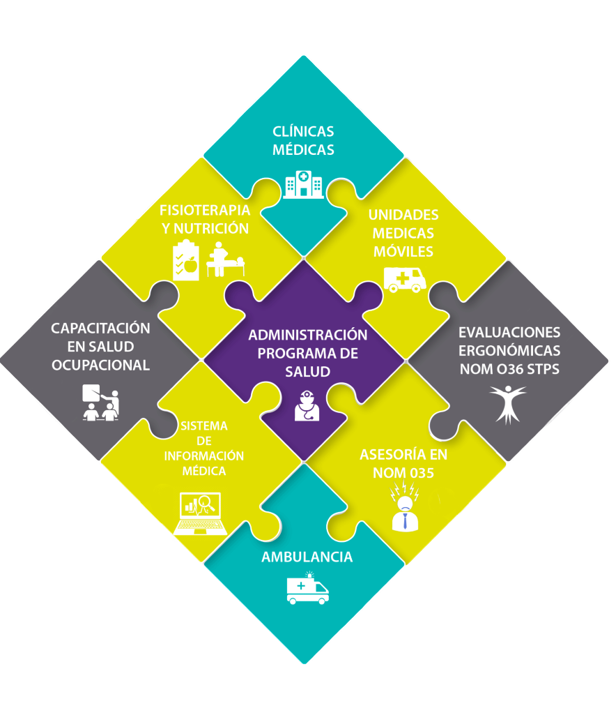 CLÍNICAS
MÉDICAS
FISIOTERAPIA
Y NUTRICIÓN
UNIDADES
MEDICAS
MÓVILES
CAPACITACIÓN
EN SALUD
OCUPACIONAL
ADMINISTRACIÓN
PROGRAMA DE
SALUD
EVALUACIONES
ERGONÓMICAS
NOM O36 STPS
SISTEMA
DE
INFORMACIÓN
MÉDICA
ASESORÍA EN
NOM 035
AMBULANCIA